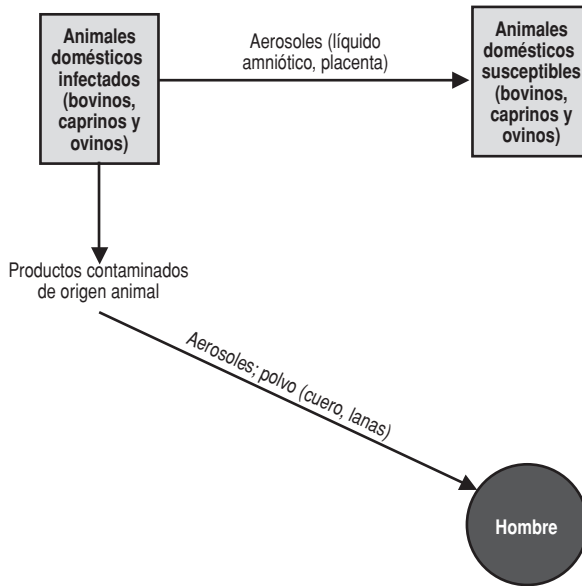 Animales
domésticos
infectados
(bovinos,
caprinos y
ovinos)
Aerosoles (líquido
amniótico, placenta)
Animales
domésticos
susceptibles
(bovinos,
caprinos y
ovinos)
Productos contaminados
de origen animal
Aerosoles; polvo (cuero, lanas)
Hombre